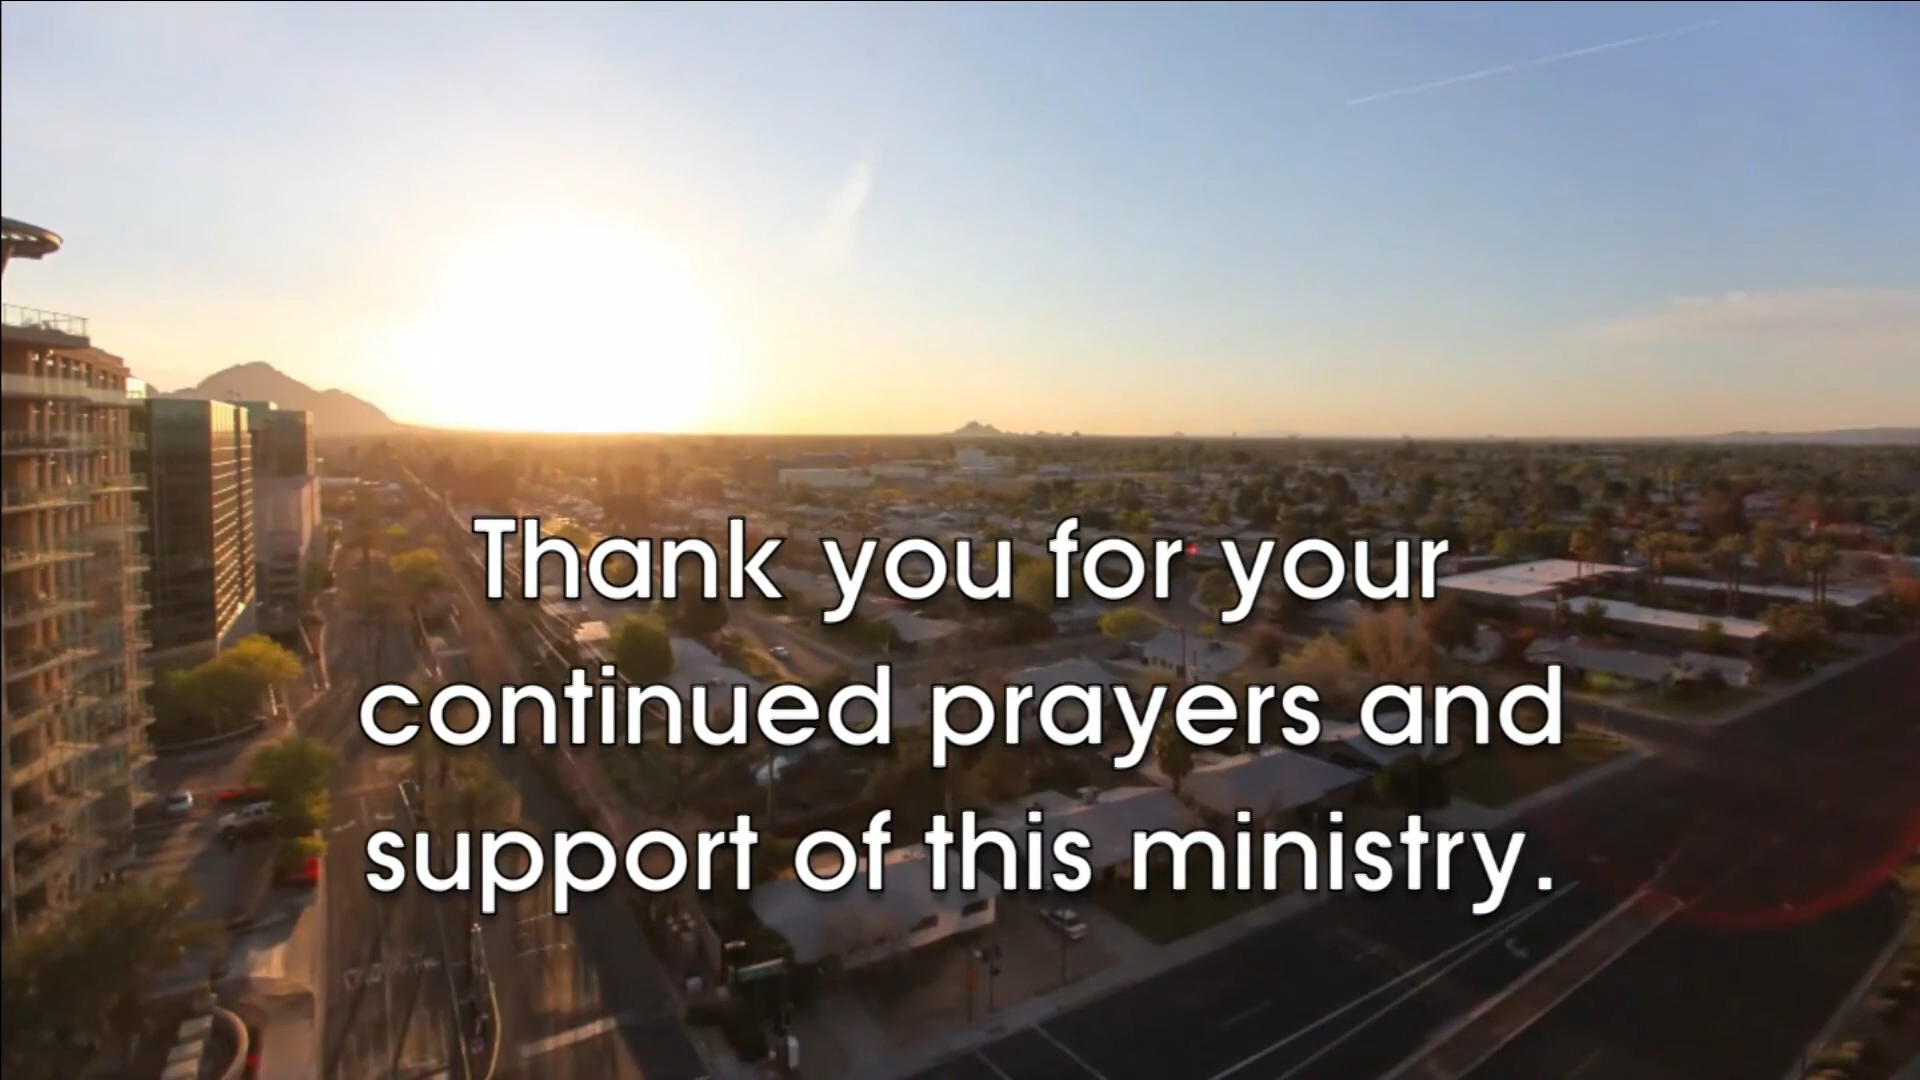 Thank you for your
continued prayers and
support of this ministry.